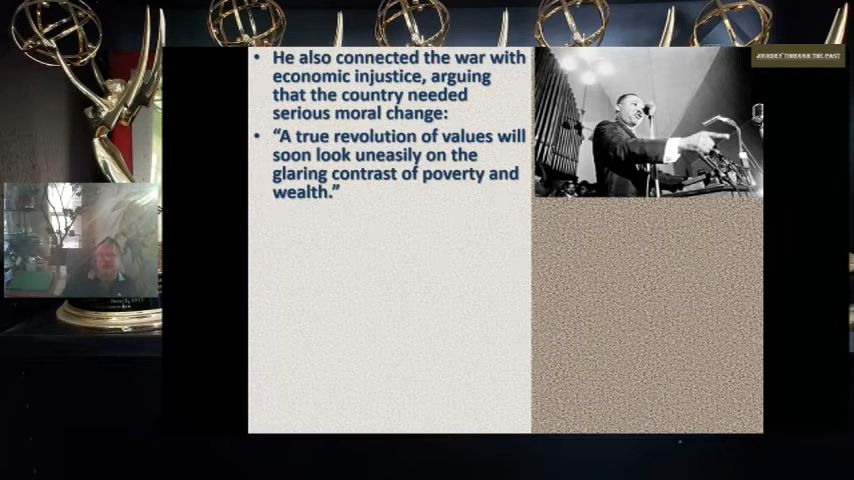 • He also connected the war with
economic injustice, arguing
that the country needed
serious moral change:
• “A true revolution of values will
soon look uneasily on the
glaring contrast of poverty and
wealth.”
JOURNEY THROUGH THE PAST